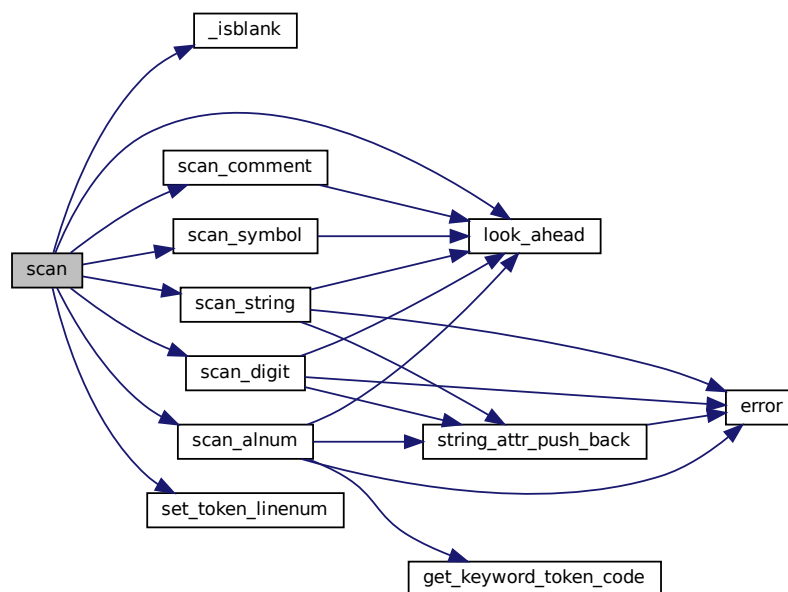 _isblank
scan_comment
scan_symbol
look_ahead
scan
scan_string
scan_digit
error
scan_alnum
string_attr_push_back
set_token_linenum
get_keyword_token_code